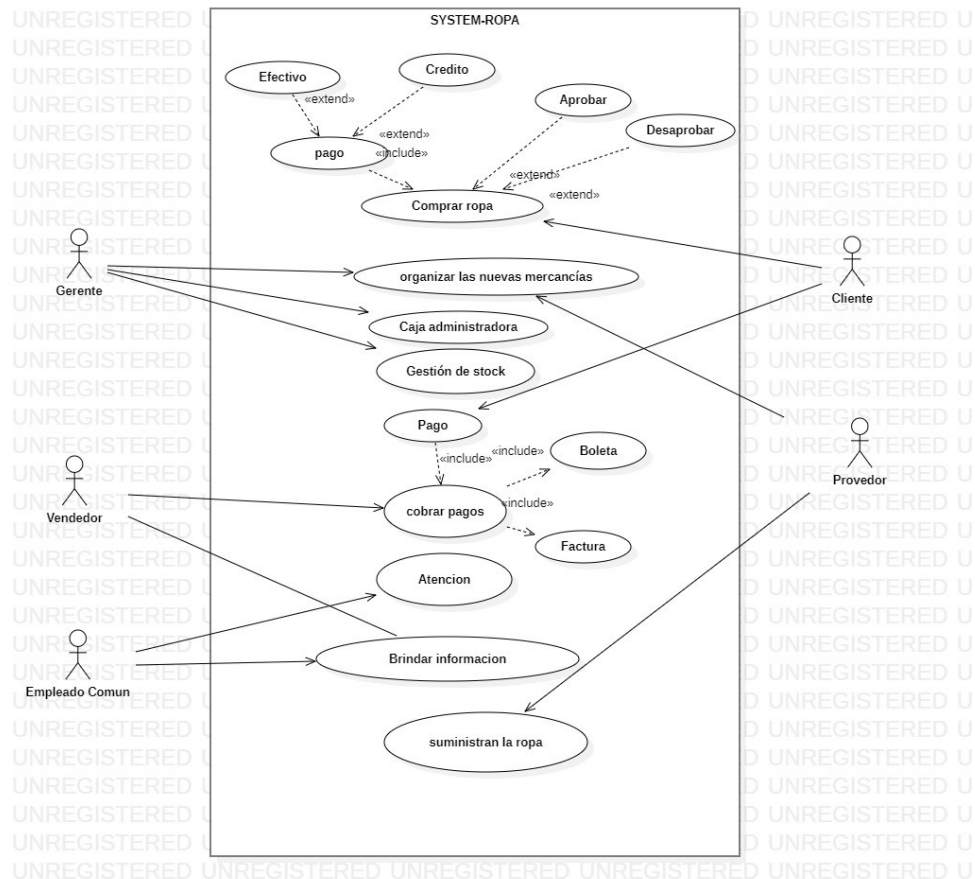 SYSTEM-ROPA
Efectivo
Credito
«extend»
Aprobar
Desaprobar
«extend»
pago
«include»
«extend»
«extend»
Comprar ropa
Gerente
Cliente
organizar las nuevas mercancías
Caja administradora
Gestión de stock
Pago
«include»
«include»
Boleta
Provedor
Vendedor
cobrar pagos
«include»
Factura
Atencion
Brindar informacion
Empleado Comun
suministran la ropa
UNREGISTERED